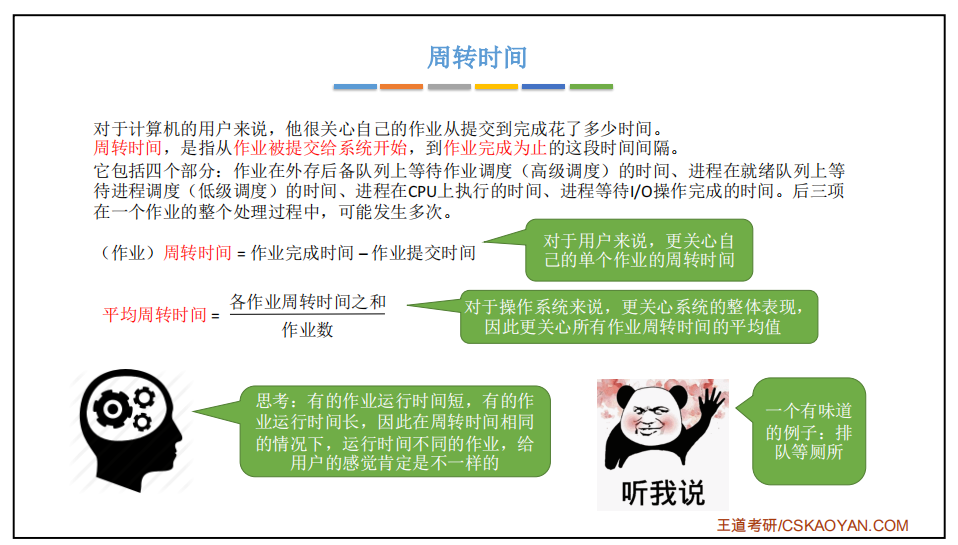 周转时间
对于计算机的用户来说，他很关心自己的作业从提交到完成花了多少时间。
周转时间，是指从作业被提交给系统开始，到作业完成为止的这段时间间隔。
它包括四个部分：作业在外存后备队列上等待作业调度（高级调度）的时间、进程在就绪队列上等
待进程调度（低级调度）的时间、进程在CPU上执行的时间、进程等待I/O操作完成的时间。后三项
在一个作业的整个处理过程中，可能发生多次。
（作业）周转时间 = 作业完成时间 – 作业提交时间
对于用户来说，更关心自
己的单个作业的周转时间
平均周转时间 =
各作业周转时间之和
作业数
对于操作系统来说，更关心系统的整体表现，
因此更关心所有作业周转时间的平均值
思考：有的作业运行时间短，有的作
业运行时间长，因此在周转时间相同
的情况下，运行时间不同的作业，给
用户的感觉肯定是不一样的
听我说
一个有味道
的例子：排
队等厕所
王道考研/CSKAOYAN.COM